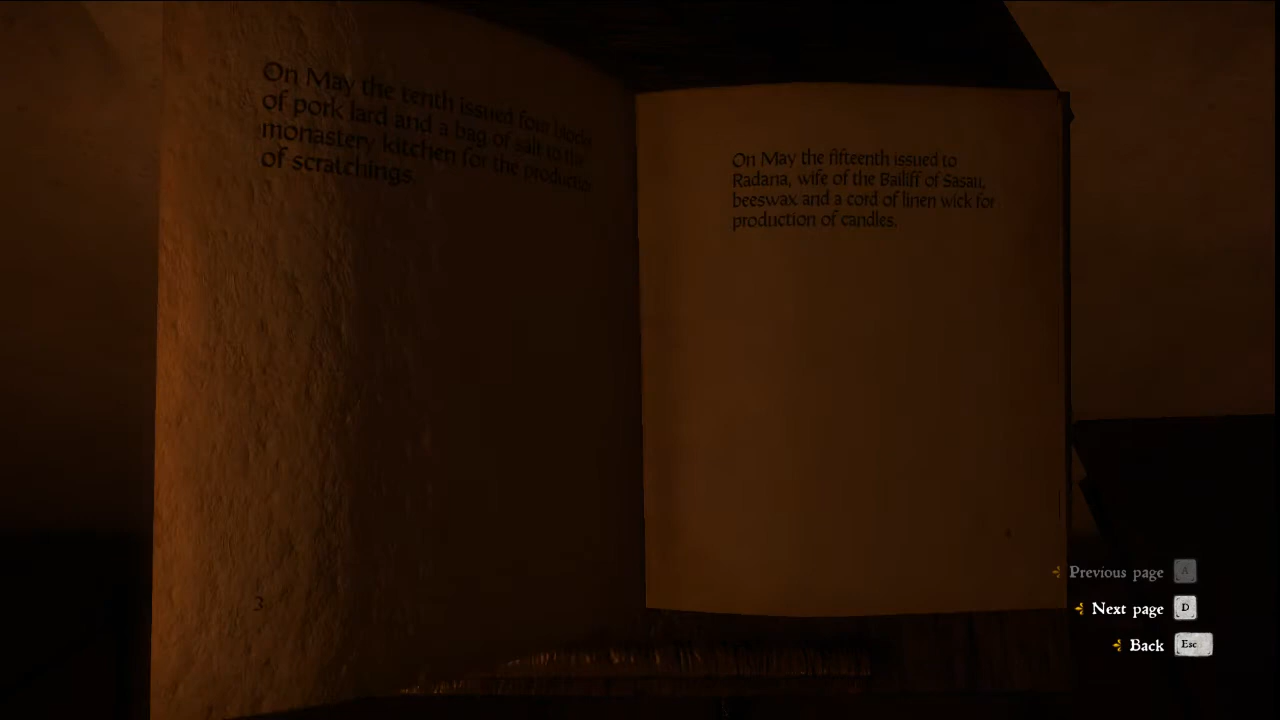 On May the tenth issued four blocks
of pork lard and a bag of salt to the
monastery kitchen for the production
of scratchings.
3
On May the fifteenth issued to
Radana, wife of the Bailiff of Sasau,
beeswax and a cord of linen wick for
production of candles.
Previous page A
Next page D
Back Esc